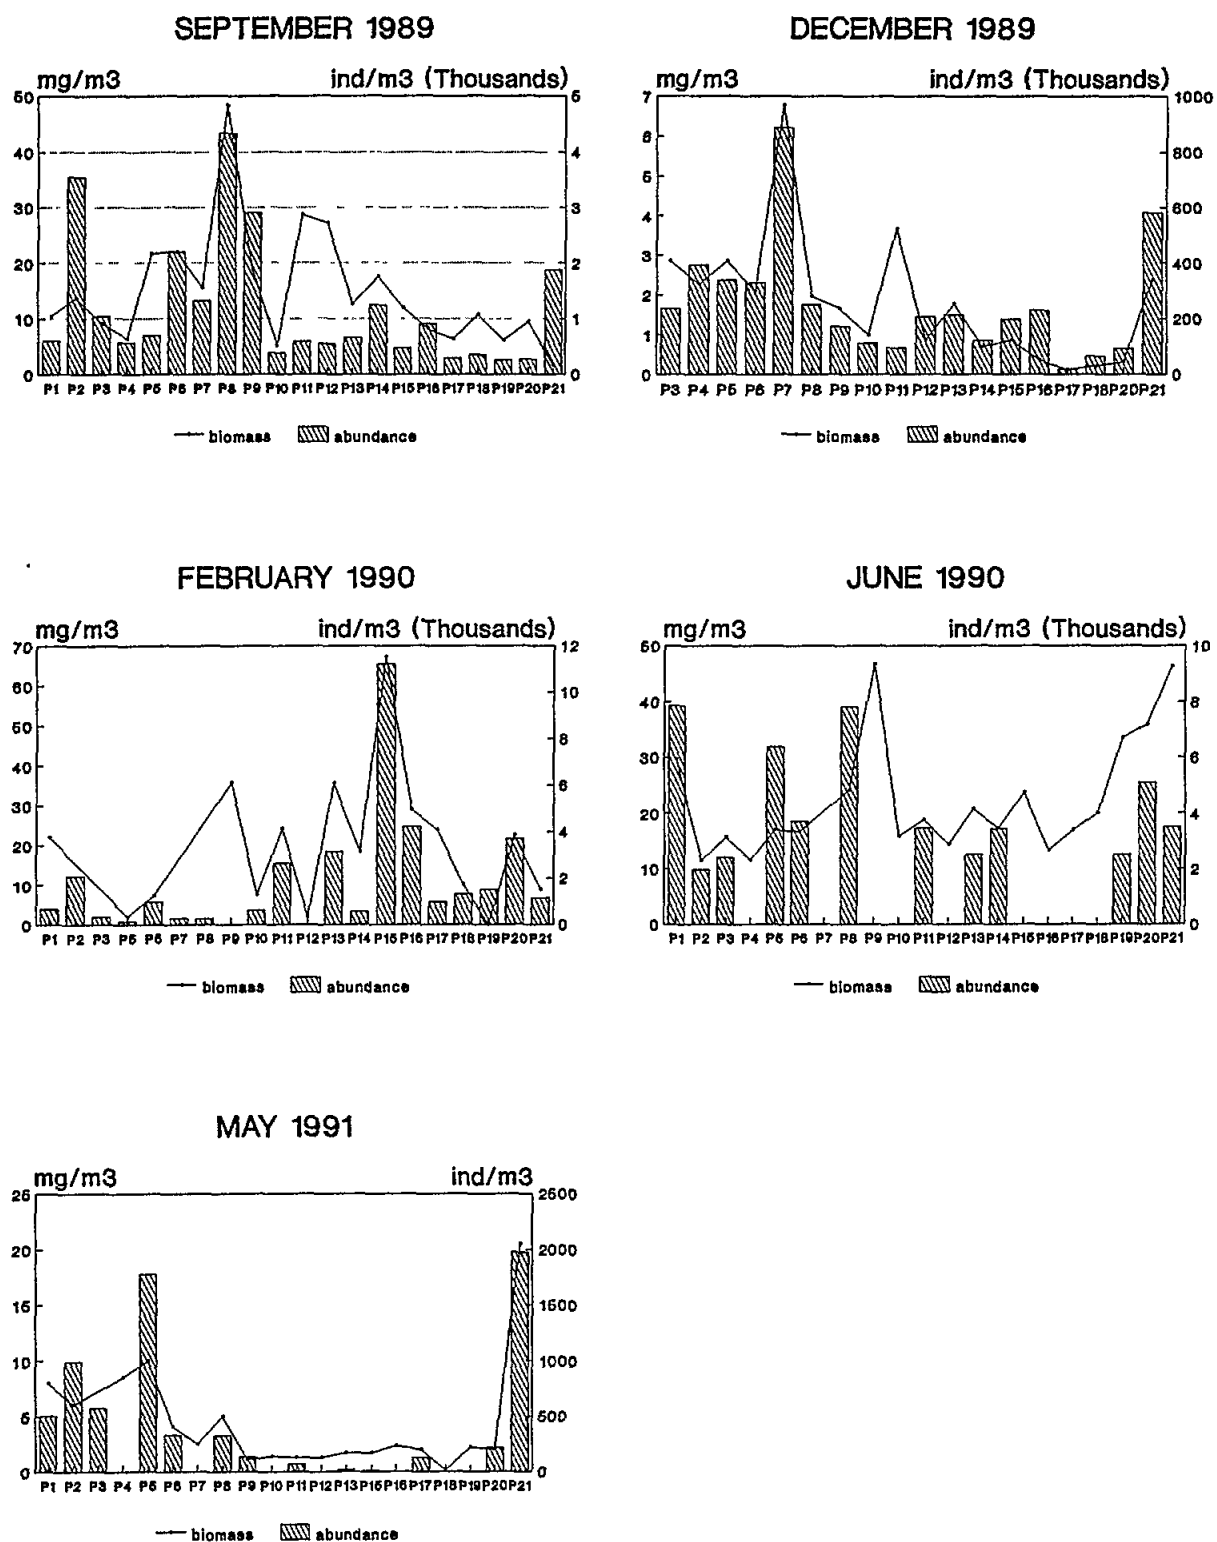 SEPTEMBER 1989
mg/m3 ind/m3 (Thousands)
50 6
40 4
30 3
20 2
10 1
0 0
P1 P2 P3 P4 P5 P6 P7 P8 P9 P10 P11 P12 P13 P14 P15 P16 P17 P18 P19 P20 P21
biomass abundance
DECEMBER 1989
mg/m3 ind/m3 (Thousands)
7 1000
6 800
5
4 600
3 400
2
1 200
0 0
P3 P4 P5 P6 P7 P8 P9 P10 P11 P12 P13 P14 P15 P16 P17 P18 P20 P21
biomass abundance
FEBRUARY 1990
mg/m3 ind/m3 (Thousands)
70 12
60 10
50 8
40 6
30 4
20
10 2
0 0
P1 P2 P3 P5 P6 P7 P8 P9 P10 P11 P12 P13 P14 P15 P16 P17 P18 P19 P20 P21
biomass abundance
JUNE 1990
mg/m3 ind/m3 (Thousands)
50 10
40 8
30 6
20 4
10 2
0 0
P1 P2 P3 P4 P5 P6 P7 P8 P9 P10 P11 P12 P13 P14 P15 P16 P17 P18 P19 P20 P21
biomass abundance
MAY 1991
mg/m3 ind/m3
25 2500
20 2000
15 1500
10 1000
5 500
0 0
P1 P2 P3 P4 P5 P6 P7 P8 P9 P10 P11 P12 P13 P15 P16 P17 P18 P19 P20 P21
biomass abundance